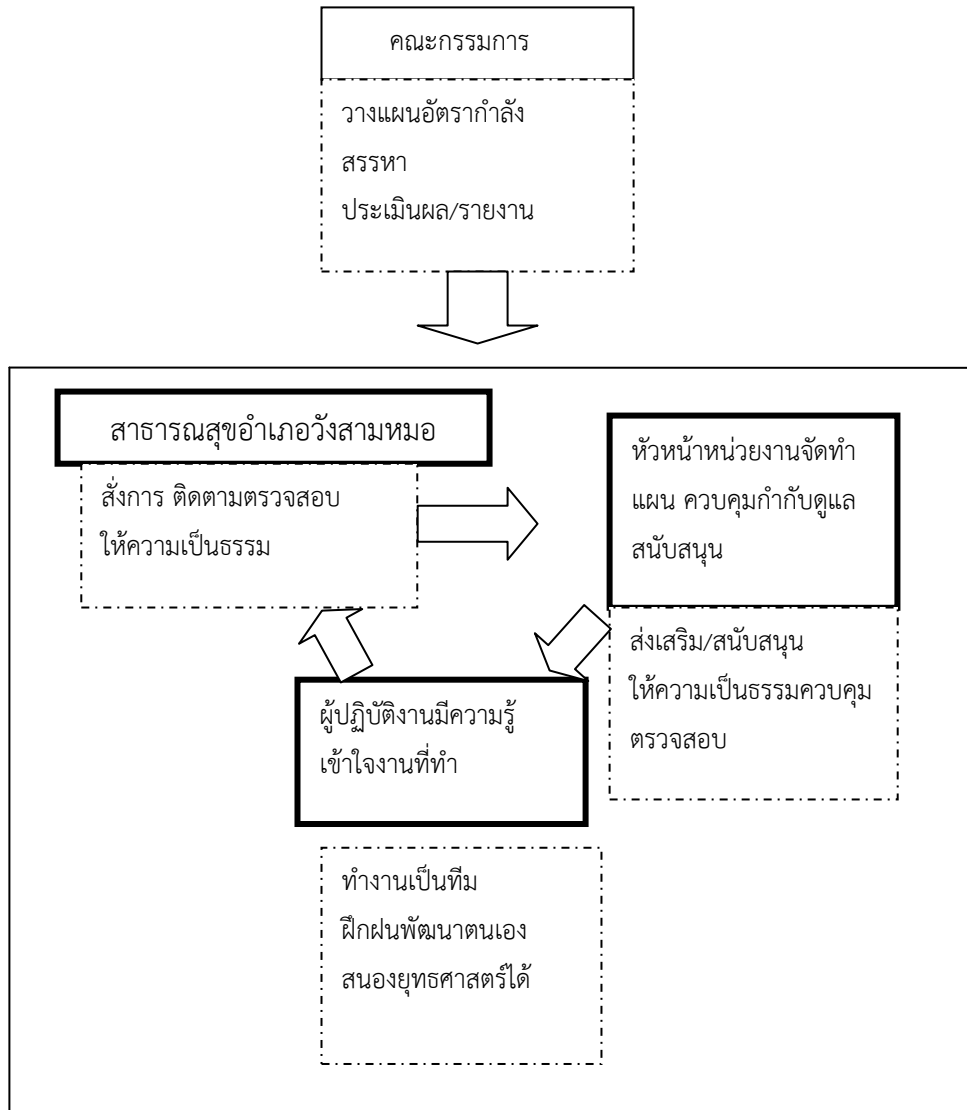 คณะกรรมการ
วางแผนอัตรากำลัง
สรรหา
ประเมินผล/รายงาน
สาธารณสุขอำเภอวังสามหมอ
สั่งการ ติดตามตรวจสอบ
ให้ความเป็นธรรม
หัวหน้าหน่วยงานจัดทำ
แผน ควบคุมกำกับดูแล
สนับสนุน
ส่งเสริม/สนับสนุน
ให้ความเป็นธรรมควบคุม
ตรวจสอบ
ผู้ปฏิบัติงานมีความรู้
เข้าใจงานที่ทำ
ทำงานเป็นทีม
ฝึกฝนพัฒนาตนเอง
สนองยุทธศาสตร์ได้